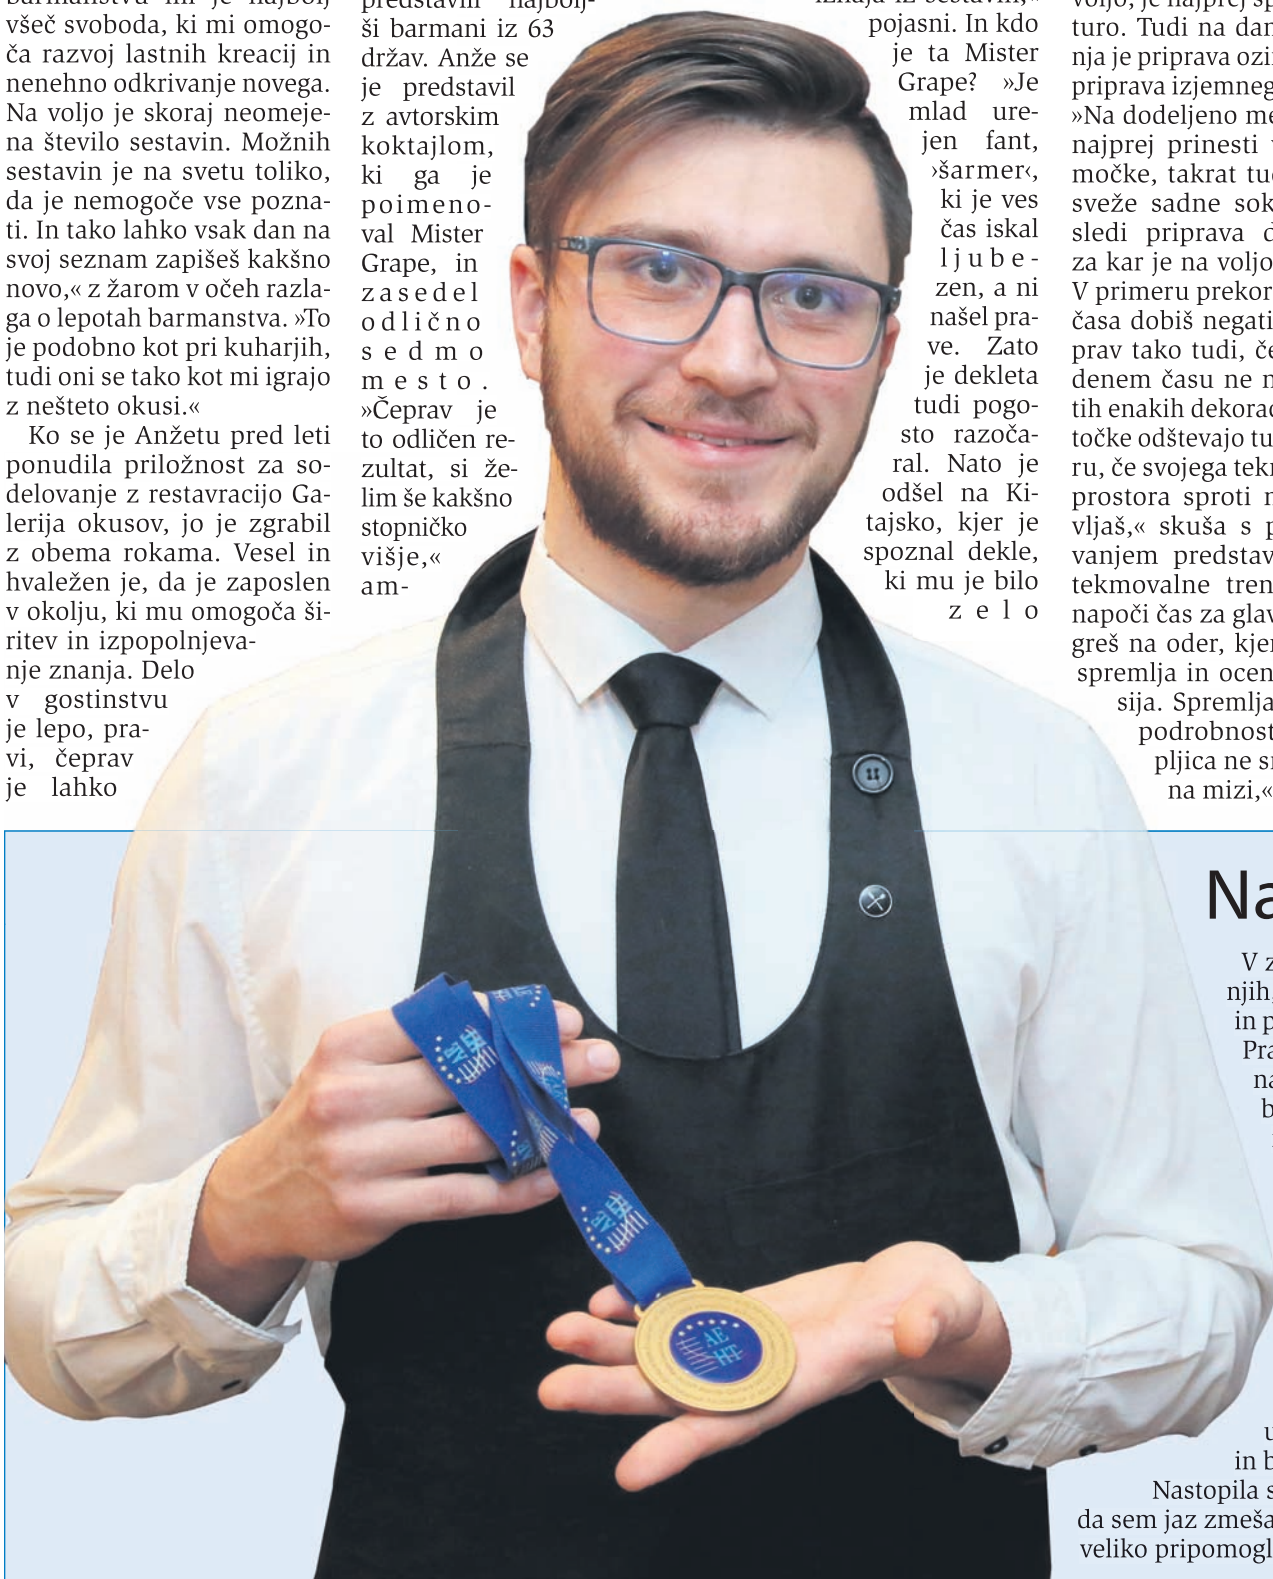 všeč svoboda, ki mi omogo-
ča razvoj lastnih kreacij in
nenehno odkrivanje novega.
Na voljo je skoraj neomeje-
na število sestavin. Možnih
sestavin je na svetu toliko,
da je nemogoče vse pozna-
ti. In tako lahko vsak dan na
svoj seznam zapišeš kakšno
novo,« z žarom v očeh razla-
ga o lepotah barmanstva. »To
je podobno kot pri kuharjih,
tudi oni se tako kot mi igrajo
z nešteto okusi.«
Ko se je Anžetu pred leti
ponudila priložnost za so-
delovanje z restavracijo Ga-
lerija okusov, jo je zgrabil
z obema rokama. Vesel in
hvaležen je, da je zaposlen
v okolju, ki mu omogoča ši-
ritev in izpopolnjeva-
nje znanja. Delo
v gostinstvu
je lepo, pra-
vi, čeprav
je lahko
ši barmani iz 63
držav. Anže se
je predstavil
z avtorskim
koktajlom,
ki ga je
poimeno-
val Mister
Grape, in
zasedel
odlično
sedmo
mesto.
»Čeprav je
to odličen re-
zultat, si že-
lim še kakšno
stopničko
višje,«
am-
pojasni. In kdo
je ta Mister
Grape? »Je
mlad ure-
jen fant,
›šarmer‹,
ki je ves
čas iskal
ljube-
zen, a ni
našel pra-
ve. Zato
je dekleta
tudi pogo-
sto razoča-
ral. Nato je
odšel na Ki-
tajsko, kjer je
spoznal dekle,
ki mu je bilo
zelo
turo. Tudi na dan
nja je priprava ozi
priprava izjemneg
»Na dodeljeno me
najprej prinesti
močke, takrat tud
sveže sadne sok
sledi priprava d
za kar je na voljo
V primeru prekor
časa dobiš negati
prav tako tudi, če
denem času ne n
tih enakih dekorac
točke odštevajo tu
ru, če svojega tekn
prostora sproti n
vljaš,« skuša s p
vanjem predstav
tekmovalne tren
napoči čas za glav
greš na oder, kjer
spremlja in ocen
sija. Spremlja
podrobnost
pljica ne sn
na mizi,«
Na
V z
njih,
in p
Pra
na
b
u
in b
Nastopila s
da sem jaz zmeša
veliko pripomogl
AE
HT